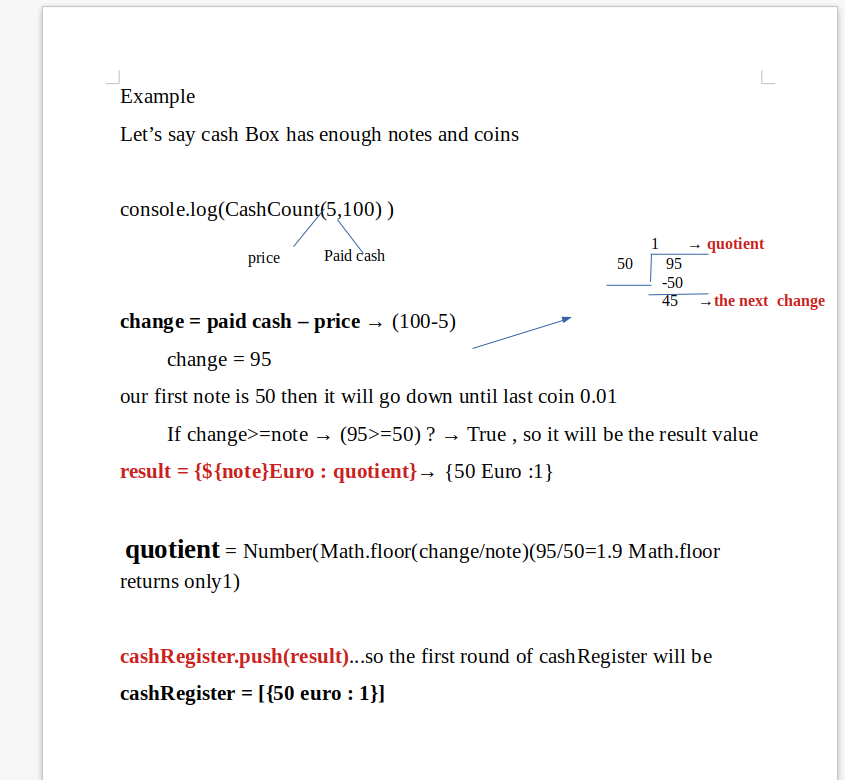 Example
Let’s say cash Box has enough notes and coins
console.log(CashCount(5,100) )
price
Paid cash
1 → quotient
50 95
-50
45 →the next change
change = paid cash – price → (100-5)
change = 95
our first note is 50 then it will go down until last coin 0.01
If change>=note → (95>=50) ? → True , so it will be the result value
result = {${note}Euro : quotient}→ {50 Euro :1}
quotient = Number(Math.floor(change/note)(95/50=1.9 Math.floor
returns only1)
cashRegister.push(result)...so the first round of cashRegister will be
cashRegister = [{50 euro : 1}]